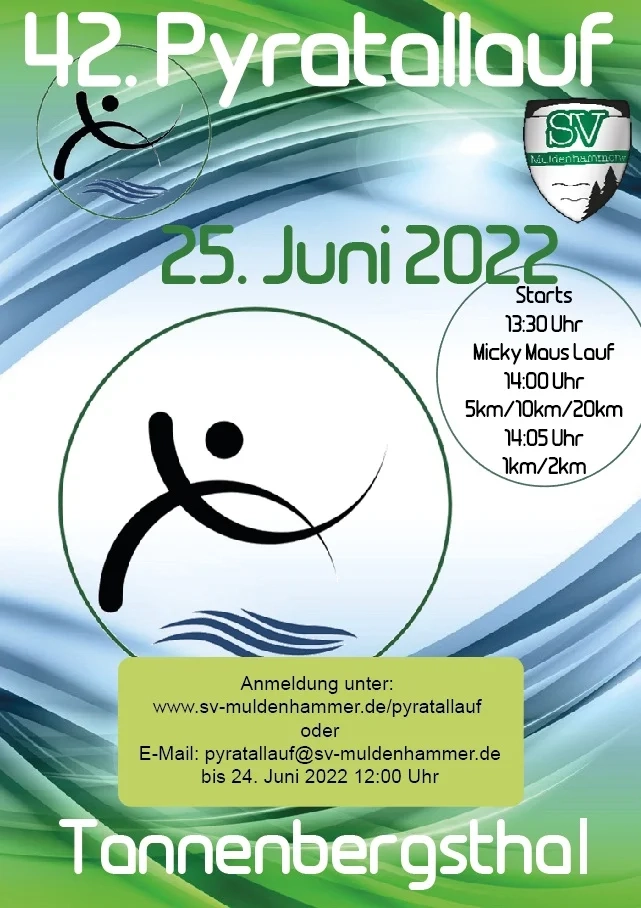 42. Pyratallauf
SV
Muldenhammer
25. Juni 2022
Starts
13:30 Uhr
Micky Maus Lauf
14:00 Uhr
5km/10km/20km
14:05 Uhr
1km/2km
Anmeldung unter:
www.sv-muldenhammer.de/pyratallauf
oder
E-Mail: pyratallauf@sv-muldenhammer.de
bis 24. Juni 2022 12:00 Uhr
Tannenbergsthal